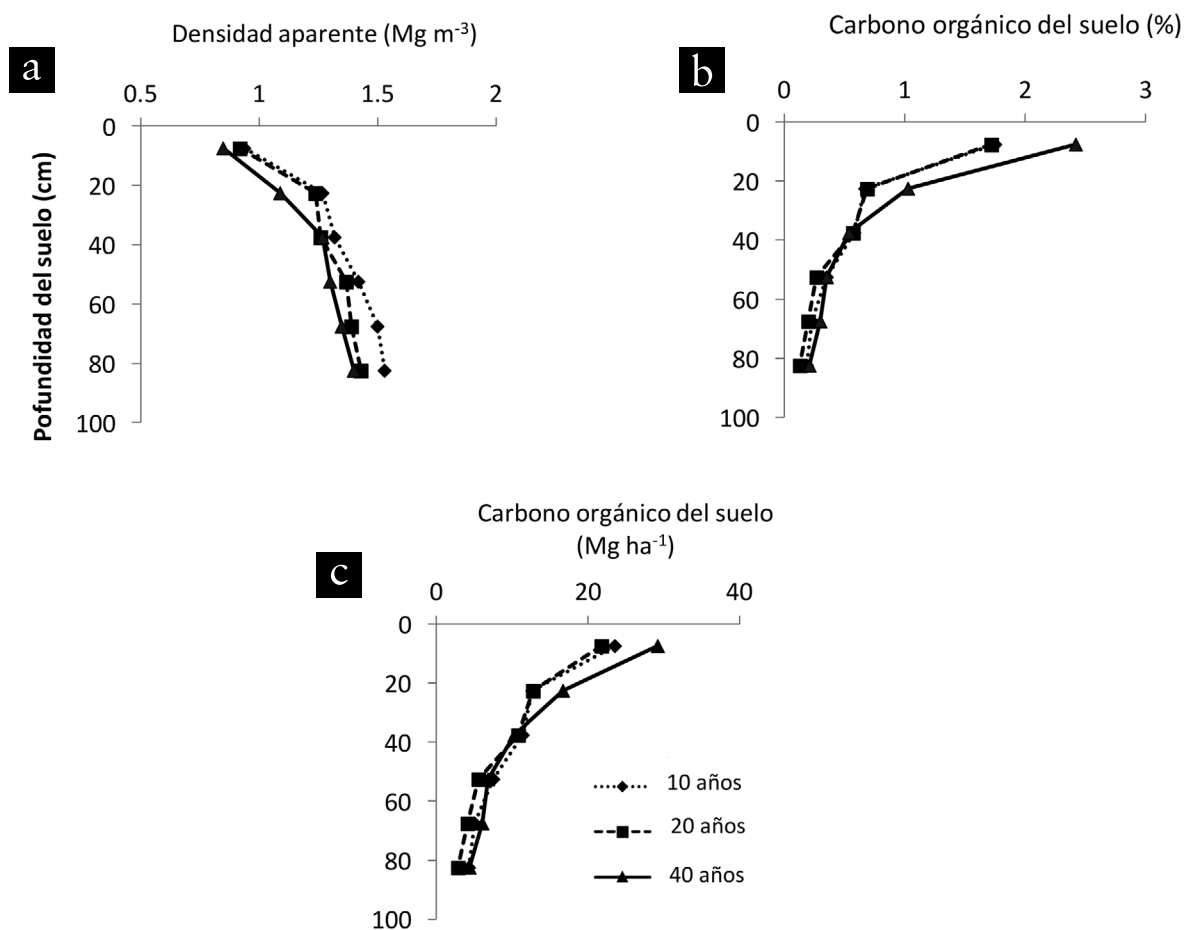 Densidad aparente (Mg m-3)
a
0.5 1 1.5 2
0
20
40
60
80
100
Pofundidad del suelo (cm)
Carbono orgánico del suelo (%)
b
0 1 2 3
0
20
40
60
80
100
Carbono orgánico del suelo
(Mg ha-1)
c
0 20 40
0
20
40
60
80
100
10 años
20 años
40 años